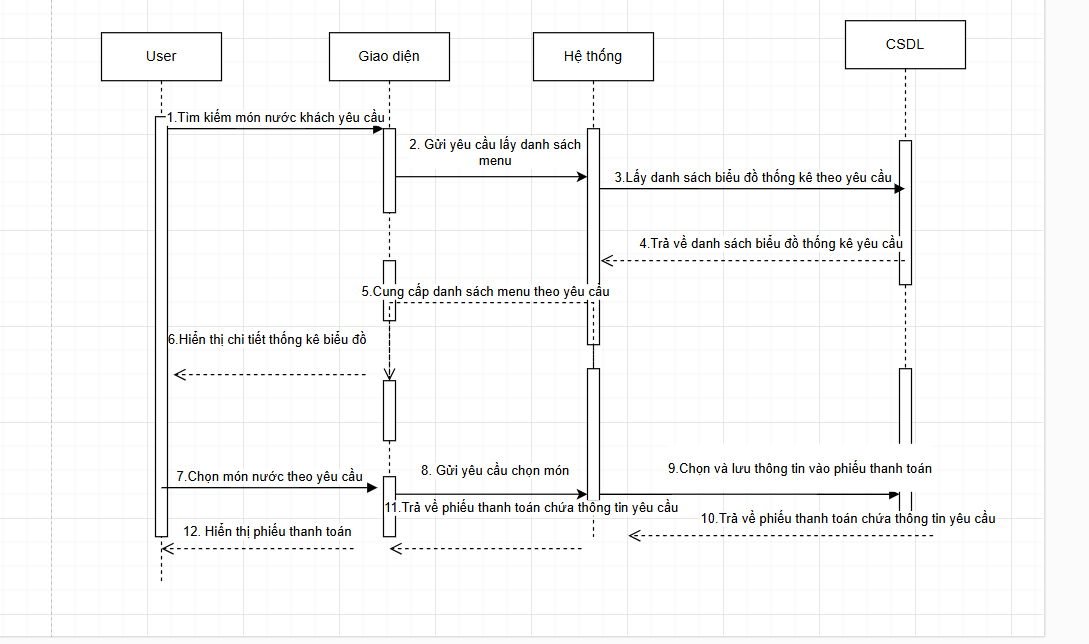 User
Giao diện
Hệ thống
CSDL
1.Tìm kiếm món nước khách yêu cầu
2. Gửi yêu cầu lấy danh sách
menu
3.Lấy danh sách biểu đồ thống kê theo yêu cầu
4.Trả về danh sách biểu đồ thống kê yêu cầu
5.Cung cấp danh sách menu theo yêu cầu
6.Hiển thị chi tiết thống kê biểu đồ
7.Chọn món nước theo yêu cầu
8. Gửi yêu cầu chọn món
9.Chọn và lưu thông tin vào phiếu thanh toán
10.Trả về phiếu thanh toán chứa thông tin yêu cầu
11.Trả về phiếu thanh toán chứa thông tin yêu cầu
12. Hiển thị phiếu thanh toán